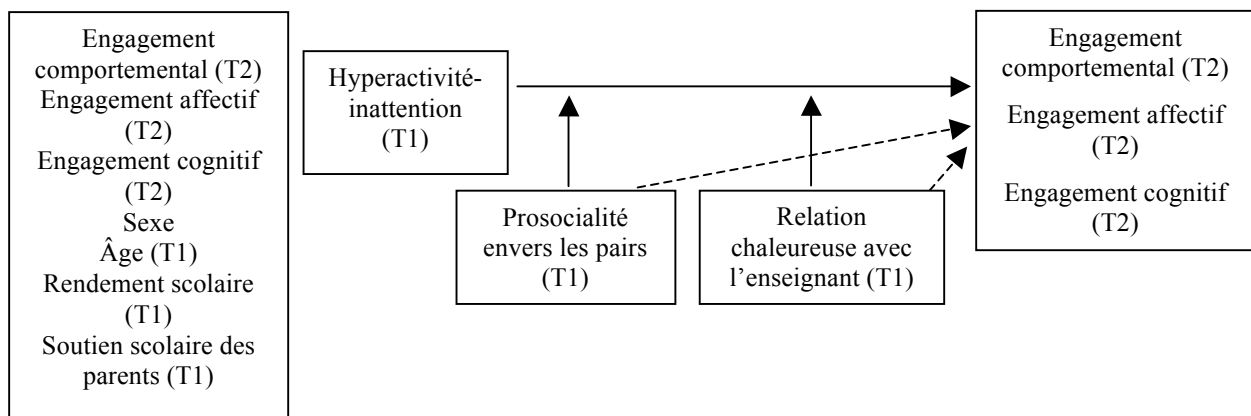 Engagement
comportemental (T2)
Engagement affectif
(T2)
Engagement cognitif
(T2)
Sexe
Âge (T1)
Rendement scolaire
(T1)
Soutien scolaire des
parents (T1)
Hyperactivité-
inattention
(T1)
Prosocialité
envers les pairs
(T1)
Relation
chaleureuse avec
l’enseignant (T1)
Engagement
comportemental (T2)
Engagement affectif
(T2)
Engagement cognitif
(T2)